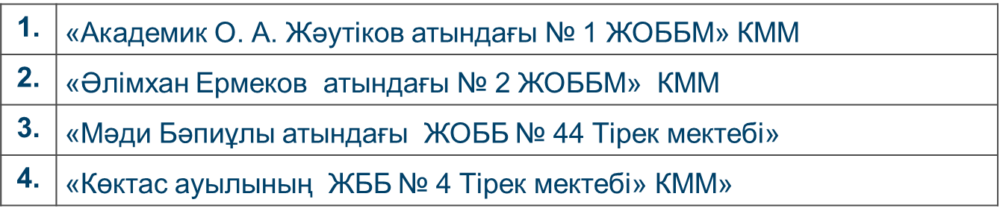 1. «Академик О. А. Жәутіков атындағы № 1 ЖОББМ» КММ
2. «Әлімхан Ермеков атындағы № 2 ЖОББМ» КММ
3. «Мәди Бәпиұлы атындағы ЖОББ № 44 Тірек мектебі»
4. «Көктас ауылының ЖББ № 4 Тірек мектебі» КММ»